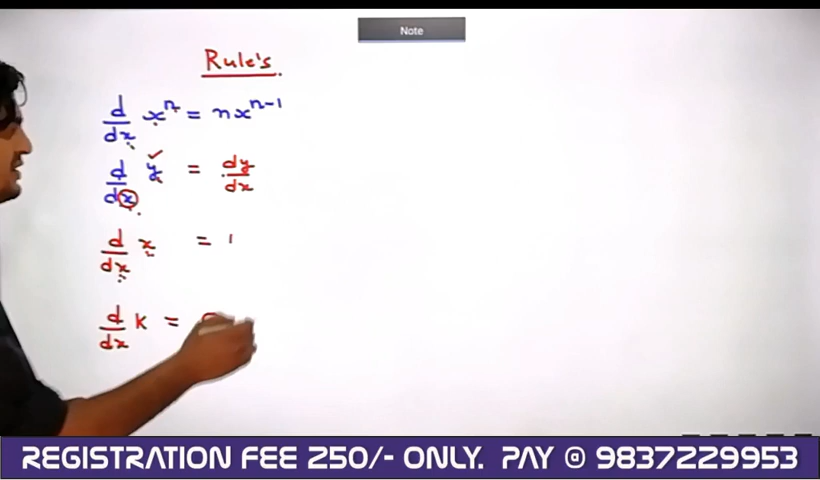 Note
Rule's
d/dx x^n = nx^n-1
d/dx y = dy/dx
d/dx x = 1
d/dx k =
REGISTRATION FEE 250/- ONLY. PAY @ 9837229953